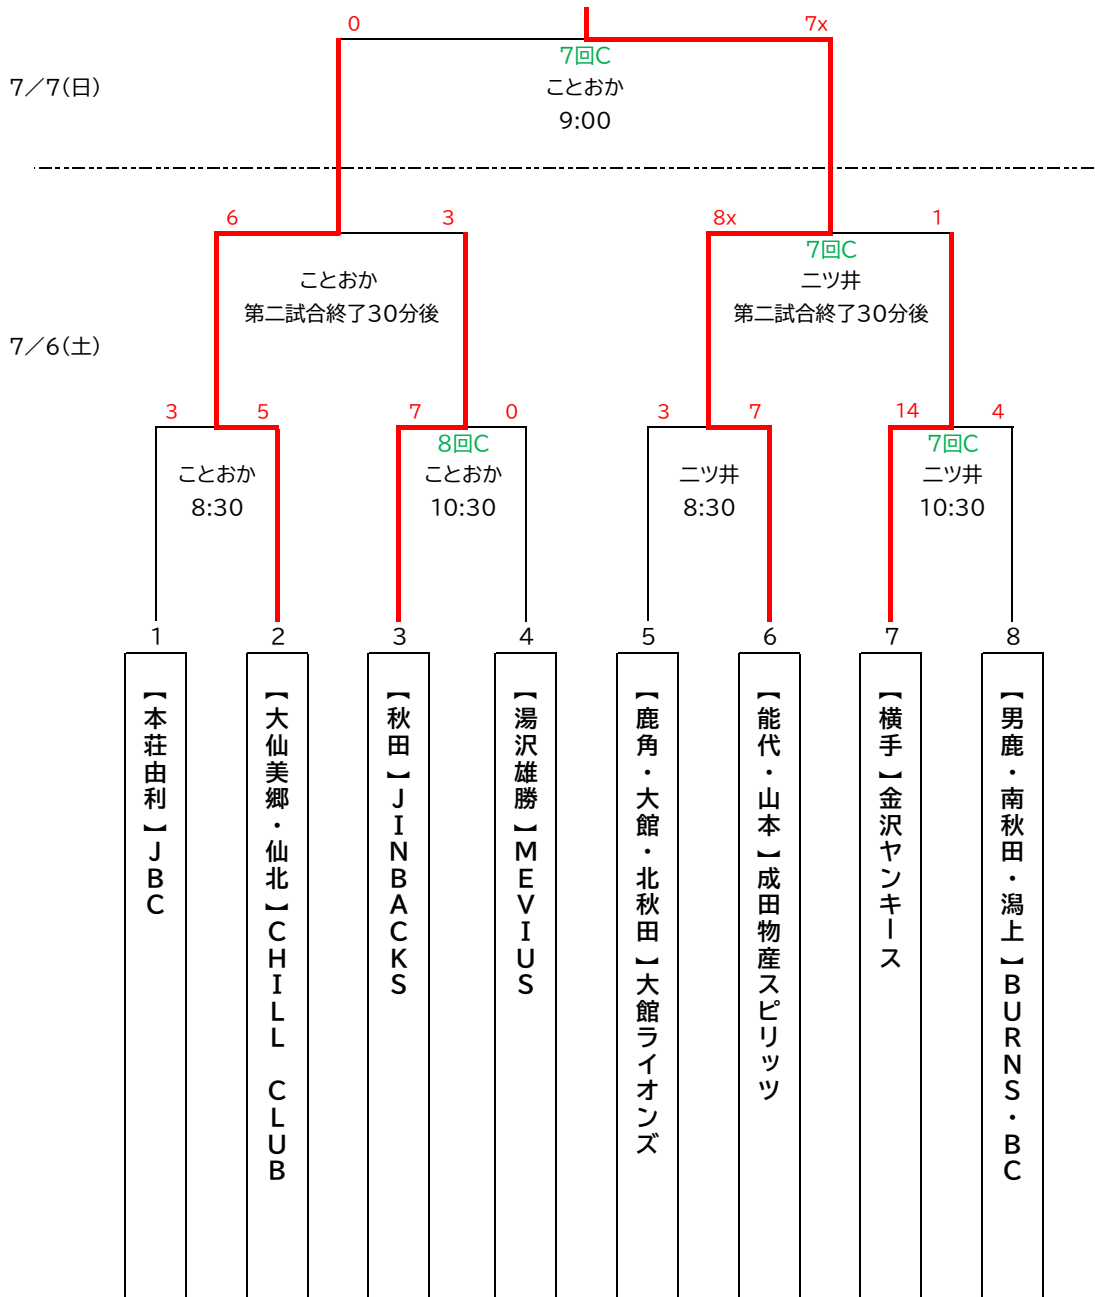 0 7x
7回C
7／7(日)
ことおか
9:00
6 3 8x 1
7回C
ことおか 二ツ井
第二試合終了30分後 第二試合終了30分後
7／6(土)
3 5 7 0 3 7 14 4
8回C 7回C
ことおか ことおか 二ツ井 二ツ井
8:30 10:30 8:30 10:30
1 2 3 4 5 6 7 8
【本荘由利】JBC
【大仙美郷・仙北】CHILL　CLUB
【秋田】JINBACKS
【湯沢雄勝】MEVIUS
【鹿角・大館・北秋田】大館ライオンズ
【能代・山本】成田物産スピリッツ
【横手】金沢ヤンキース
【男鹿・南秋田・潟上】BURNS・BC